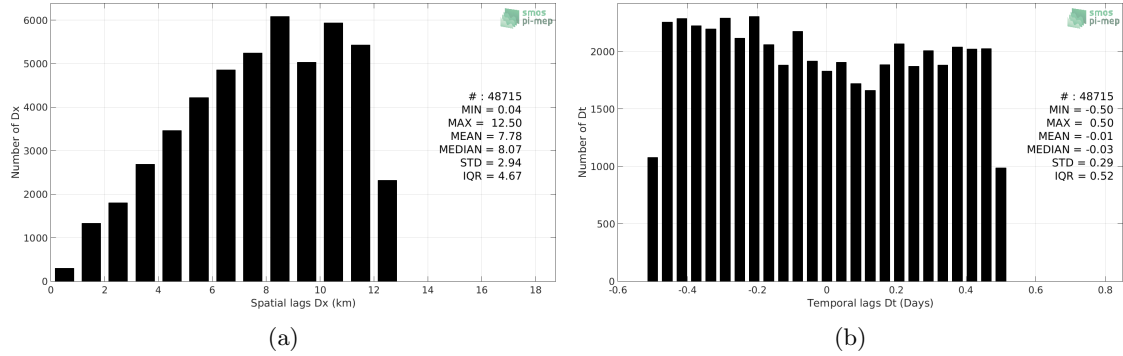 6000
5000
4000
3000
2000
1000
0
Number of Dx
0 2 4 6 8 10 12 14 16 18
Spatial lags Dx (km)
smos
pi-mep
# : 48715
MIN = 0.04
MAX = 12.50
MEAN = 7.78
MEDIAN = 8.07
STD = 2.94
IQR = 4.67
(a)
2000
1500
1000
500
0
Number of Dt
-0.6 -0.4 -0.2 0 0.2 0.4 0.6 0.8
Temporal lags Dt (Days)
smos
pi-mep
# : 48715
MIN = -0.50
MAX = 0.50
MEAN = -0.01
MEDIAN = -0.03
STD = 0.29
IQR = 0.52
(b)